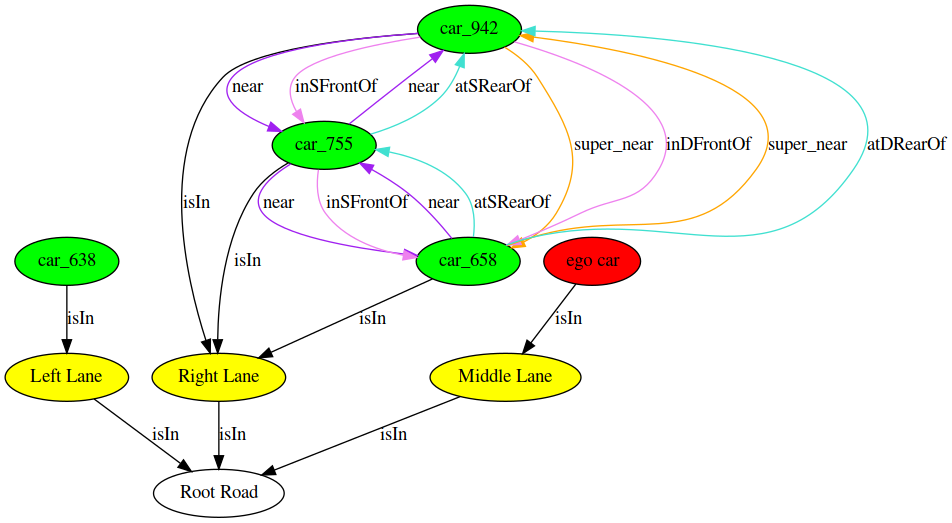 car_942
near
inSFrontOf
near
atSRearOf
car_755
super_near
inDFrontOf
super_near
atDRearOf
isIn
near
inSFrontOf
near
atSRearOf
isIn
car_638
car_658
ego car
isIn
isIn
isIn
Left Lane
Right Lane
Middle Lane
isIn
isIn
isIn
Root Road